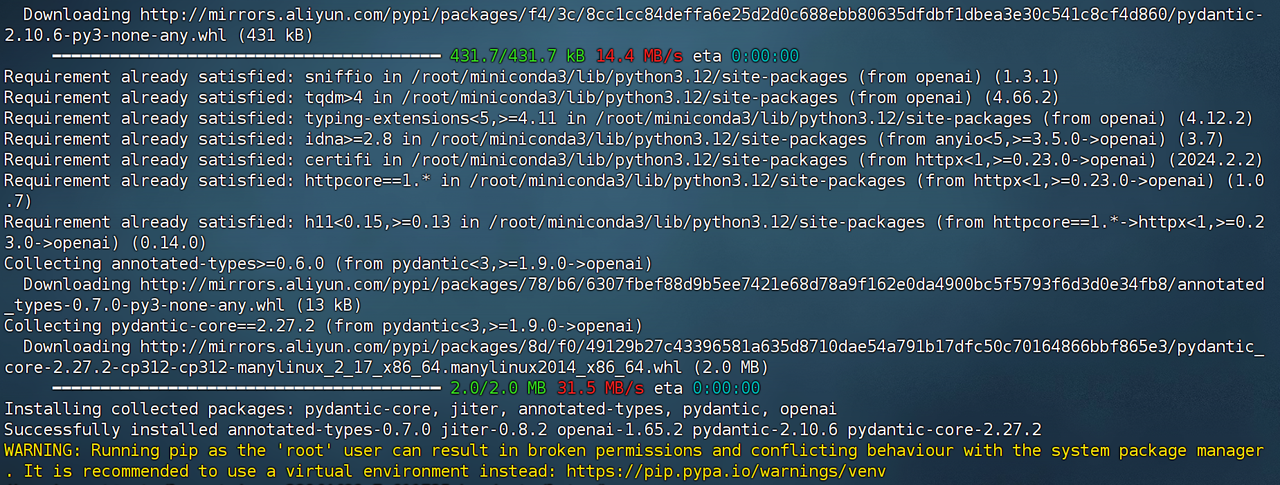 Downloading http://mirrors.aliyun.com/pypi/packages/f4/3c/8cc1cc84deffa6e25d2d0c688ebb80635dfdbf1dbea3e30c541c8cf4d860/pydantic-
2.10.6-py3-none-any.whl (431 kB)
431.7/431.7 kB 14.4 MB/s eta 0:00:00
Requirement already satisfied: sniffio in /root/miniconda3/lib/python3.12/site-packages (from openai) (1.3.1)
Requirement already satisfied: tqdm>4 in /root/miniconda3/lib/python3.12/site-packages (from openai) (4.66.2)
Requirement already satisfied: typing-extensions<5,>=4.11 in /root/miniconda3/lib/python3.12/site-packages (from openai) (4.12.2)
Requirement already satisfied: idna>=2.8 in /root/miniconda3/lib/python3.12/site-packages (from anyio<5,>=3.5.0->openai) (3.7)
Requirement already satisfied: certifi in /root/miniconda3/lib/python3.12/site-packages (from httpx<1,>=0.23.0->openai) (2024.2.2)
Requirement already satisfied: httpcore==1.* in /root/miniconda3/lib/python3.12/site-packages (from httpx<1,>=0.23.0->openai) (1.0
.7)
Requirement already satisfied: h11<0.15,>=0.13 in /root/miniconda3/lib/python3.12/site-packages (from httpcore==1.*->httpx<1,>=0.2
3.0->openai) (0.14.0)
Collecting annotated-types>=0.6.0 (from pydantic<3,>=1.9.0->openai)
Downloading http://mirrors.aliyun.com/pypi/packages/78/b6/6307fbef88d9b5ee7421e68d78a9f162e0da4900bc5f5793f6d3d0e34fb8/annotated
_types-0.7.0-py3-none-any.whl (13 kB)
Collecting pydantic-core==2.27.2 (from pydantic<3,>=1.9.0->openai)
Downloading http://mirrors.aliyun.com/pypi/packages/8d/f0/49129b27c43396581a635d8710dae54a791b17dfc50c70164866bbf865e3/pydantic_
core-2.27.2-cp312-cp312-manylinux_2_17_x86_64.manylinux2014_x86_64.whl (2.0 MB)
2.0/2.0 MB 31.5 MB/s eta 0:00:00
Installing collected packages: pydantic-core, jiter, annotated-types, pydantic, openai
Successfully installed annotated-types-0.7.0 jiter-0.8.2 openai-1.65.2 pydantic-2.10.6 pydantic-core-2.27.2
WARNING: Running pip as the 'root' user can result in broken permissions and conflicting behaviour with the system package manager
. It is recommended to use a virtual environment instead: https://pip.pypa.io/warnings/venv